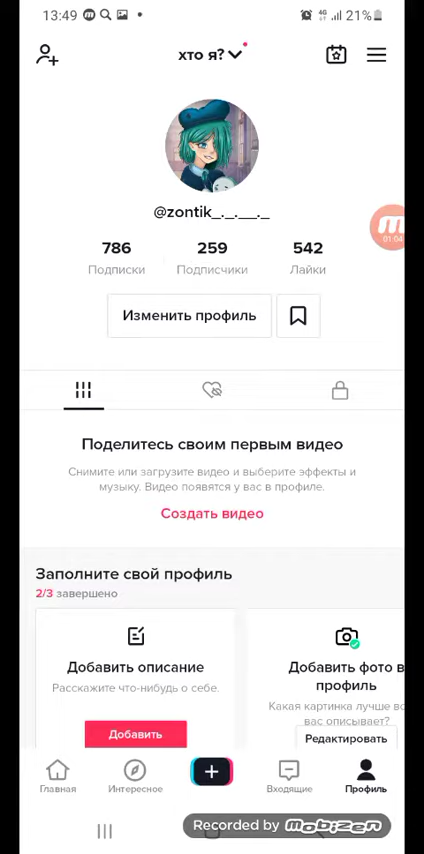 13:49
4G
21%
хто я?
@zontik_._.__._
01:04
786
259
542
Подписки
Подписчики
Лайки
Изменить профиль
Поделитесь своим первым видео
Снимите или загрузите видео и выберите эффекты и
музыку. Видео появятся у вас в профиле.
Создать видео
Заполните свой профиль
2/3 завершено
Добавить описание
Расскажите что-нибудь о себе.
Добавить
Добавить фото в
профиль
Какая картинка лучше вс
вас описывает?
Редактировать
Главная
Интересное
Входящие
Профиль
Recorded by mobizen